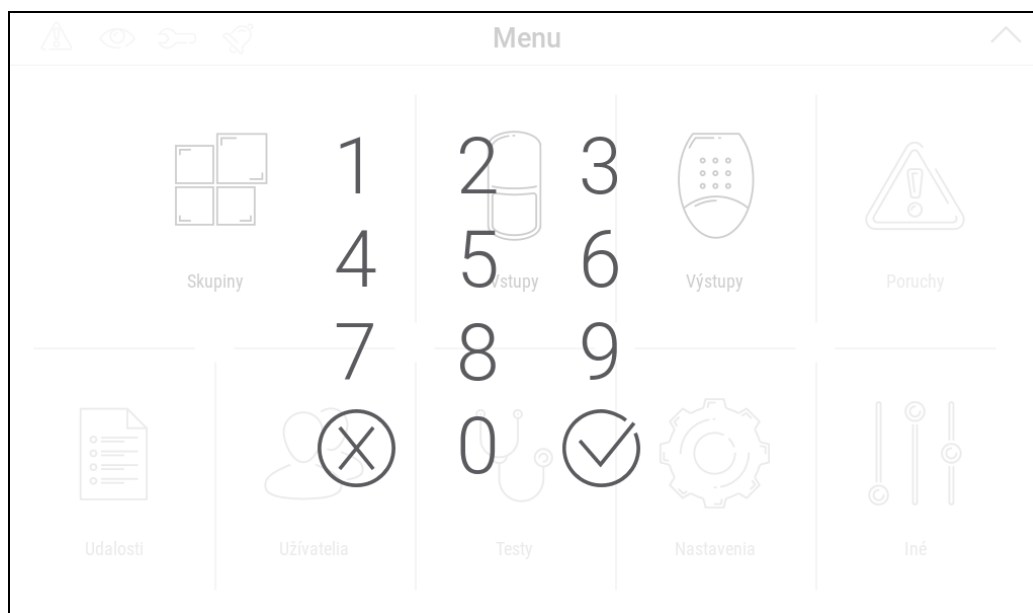 Menu
1 2 3
Skupiny Vstupy Výstupy Poruchy
4 5 6
7 8 9
0
Udalosti Užívatelia Testy Nastavenia Iné